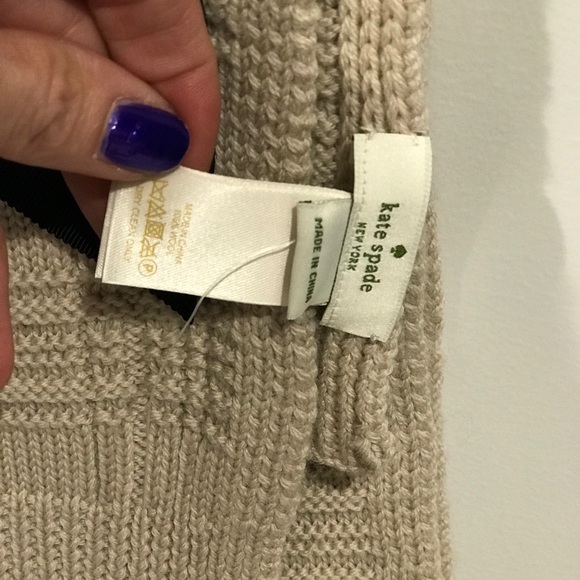 kate spade
NEW YORK
MADE IN CHINA
MADE IN CHINA
100% WOOL
DRY CLEAN ONLY